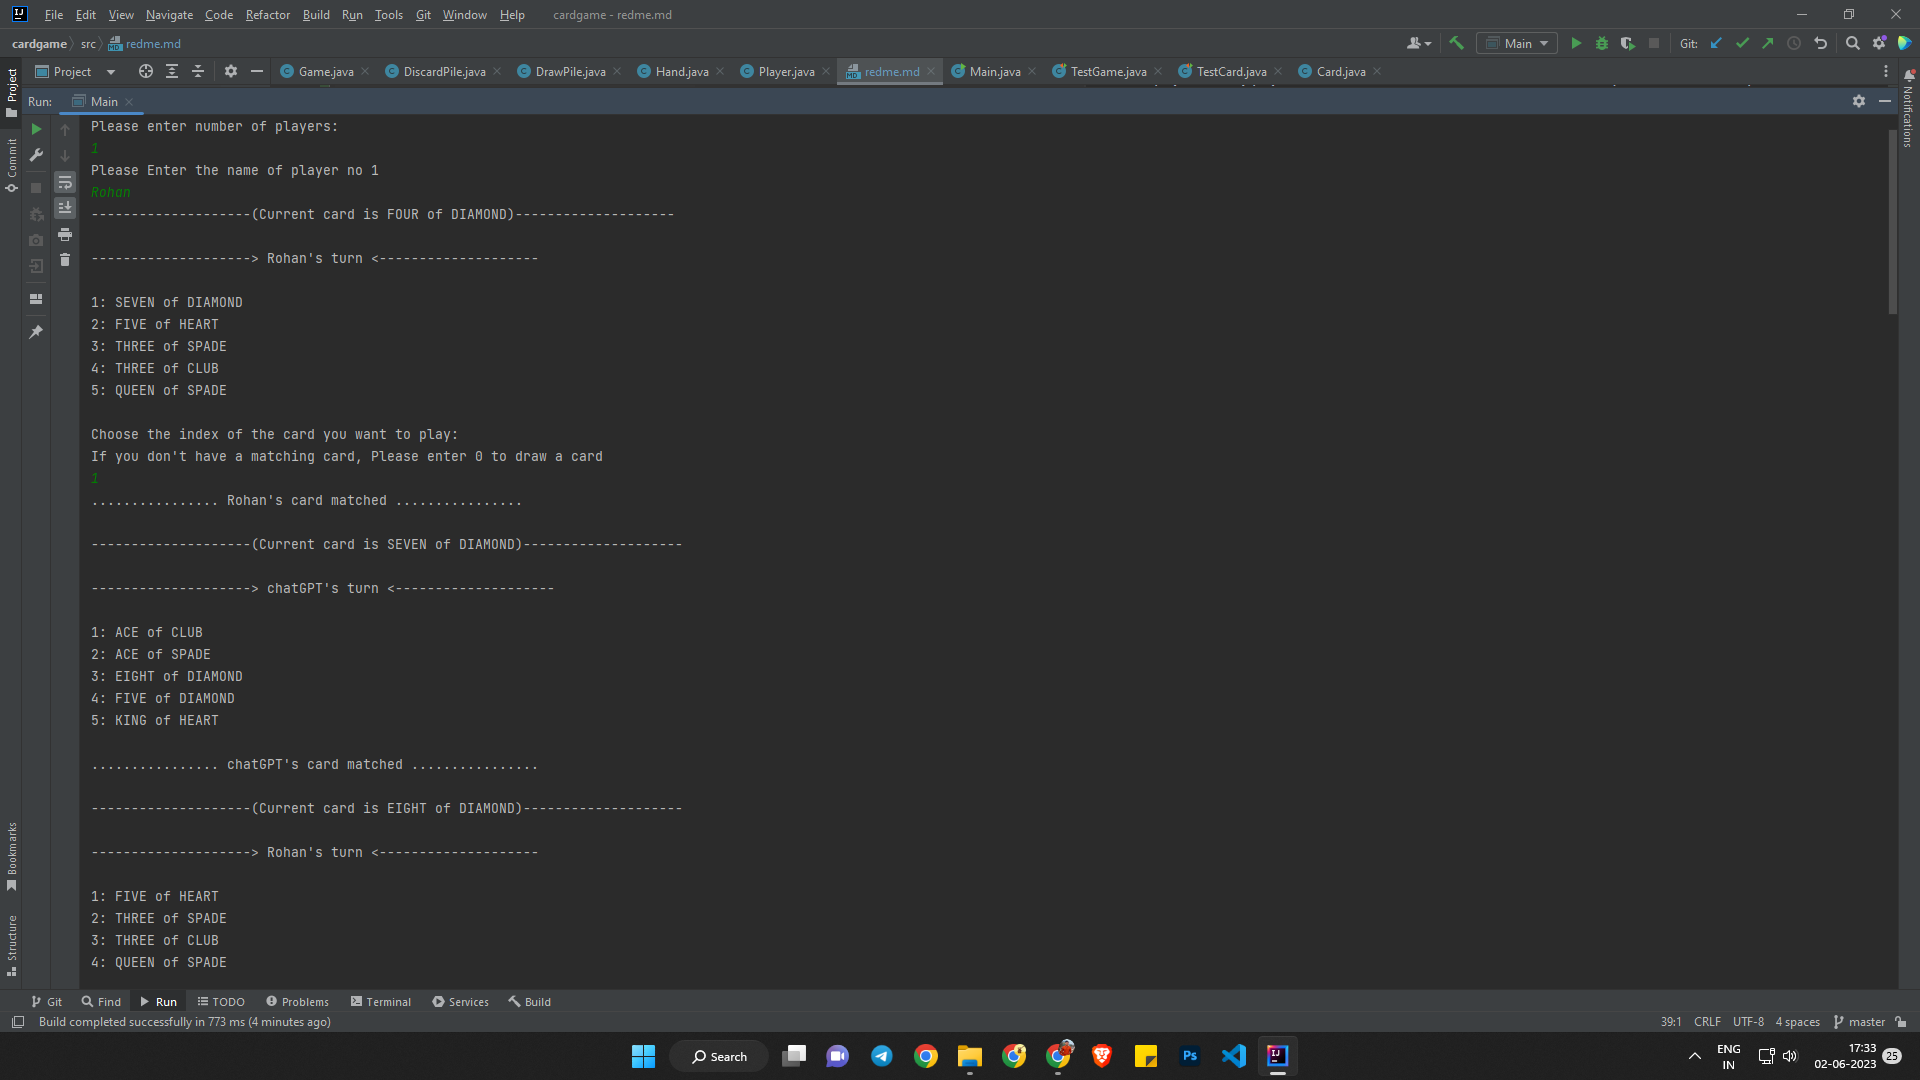 File Edit View Navigate Code Refactor Build Run Tools Git Window Help cardgame - redme.md
cardgame src redme.md Main Git:
Project Game.java DiscardPile.java DrawPile.java Hand.java Player.java redme.md Main.java TestGame.java TestCard.java Card.java
Run: Main
Please enter number of players:
1
Please Enter the name of player no 1
Rohan
--------------------(Current card is FOUR of DIAMOND)--------------------
--------------------> Rohan's turn <--------------------
1: SEVEN of DIAMOND
2: FIVE of HEART
3: THREE of SPADE
4: THREE of CLUB
5: QUEEN of SPADE
Choose the index of the card you want to play:
If you don't have a matching card, Please enter 0 to draw a card
1
................ Rohan's card matched ................
--------------------(Current card is SEVEN of DIAMOND)--------------------
--------------------> chatGPT's turn <--------------------
1: ACE of CLUB
2: ACE of SPADE
3: EIGHT of DIAMOND
4: FIVE of DIAMOND
5: KING of HEART
................ chatGPT's card matched ................
--------------------(Current card is EIGHT of DIAMOND)--------------------
--------------------> Rohan's turn <--------------------
1: FIVE of HEART
2: THREE of SPADE
3: THREE of CLUB
4: QUEEN of SPADE
Project
Commit
Bookmarks
Structure
Notifications
Git Find Run TODO Problems Terminal Services Build
Build completed successfully in 773 ms (4 minutes ago) 39:1 CRLF UTF-8 4 spaces master
Search Ps ENG IN 17:33 02-06-2023 25